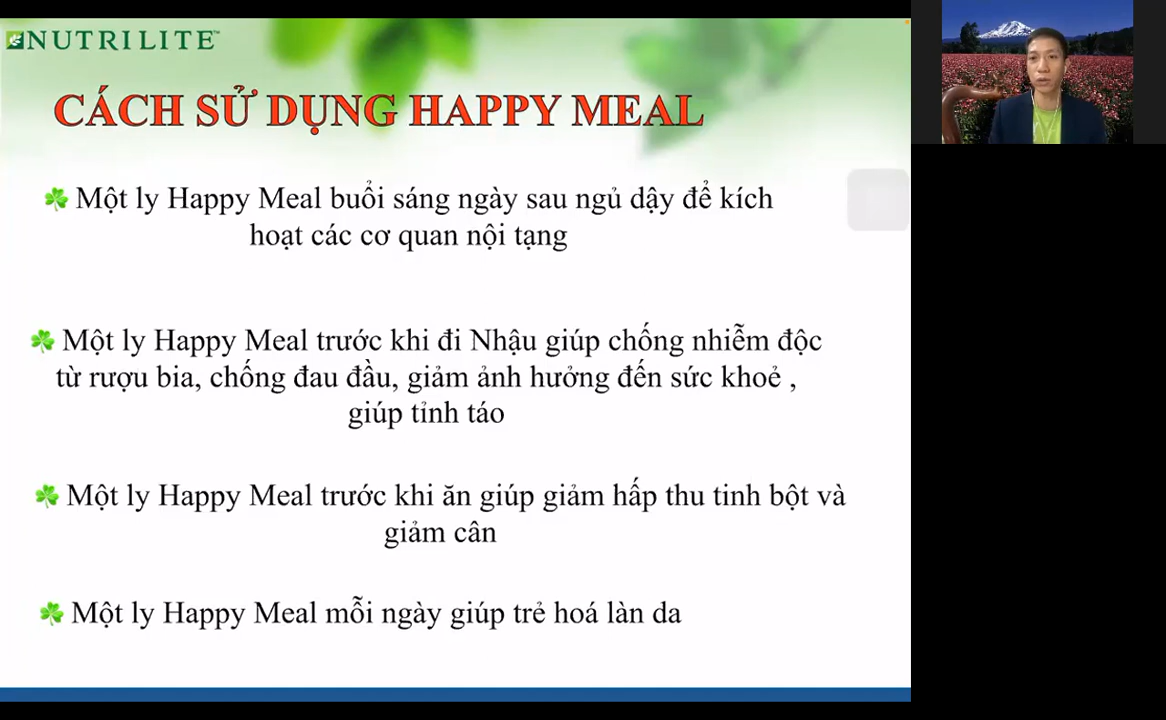 NUTRILITE™
CÁCH SỬ DỤNG HAPPY MEAL
Một ly Happy Meal buổi sáng ngày sau ngủ dậy để kích
hoạt các cơ quan nội tạng
Một ly Happy Meal trước khi đi Nhậu giúp chống nhiễm độc
từ rượu bia, chống đau đầu, giảm ảnh hưởng đến sức khoẻ ,
giúp tỉnh táo
Một ly Happy Meal trước khi ăn giúp giảm hấp thu tinh bột và
giảm cân
Một ly Happy Meal mỗi ngày giúp trẻ hoá làn da